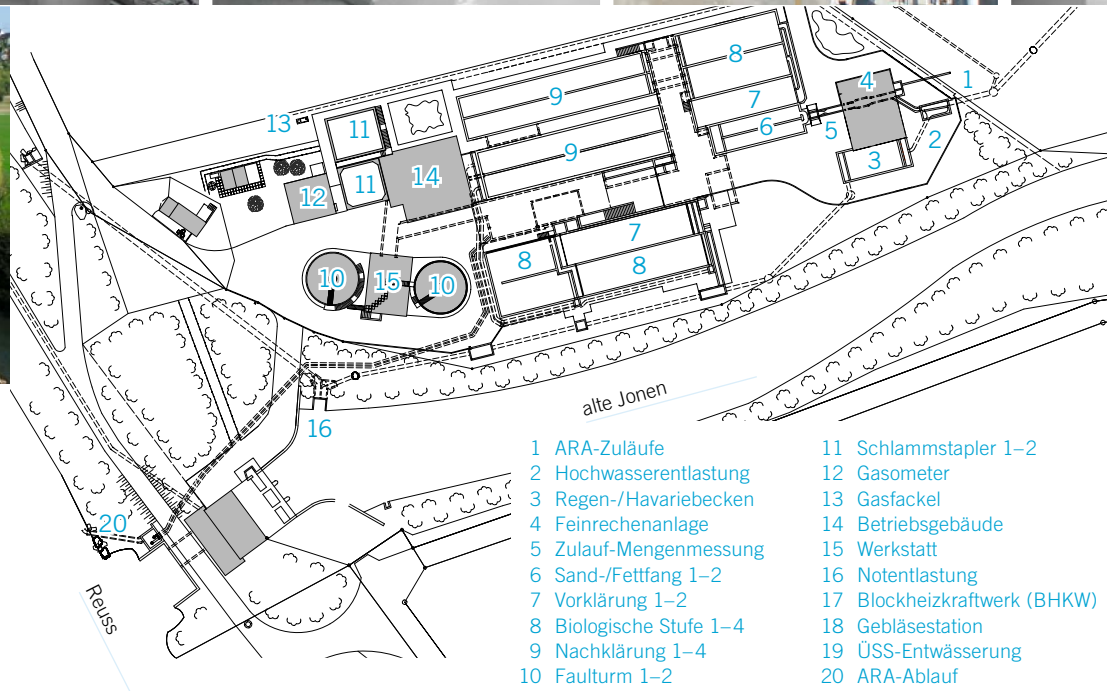 8
4
1
9
7
13
11
6
5
2
9
3
14
12
11
7
8
8
10
15
10
alte Jonen
16
20
Reuss
1 ARA-Zuläufe
2 Hochwasserentlastung
3 Regen-/Havariebecken
4 Feinrechenanlage
5 Zulauf-Mengenmessung
6 Sand-/Fettfang 1–2
7 Vorklärung 1–2
8 Biologische Stufe 1–4
9 Nachklärung 1–4
10 Faulturm 1–2
11 Schlammstapler 1–2
12 Gasometer
13 Gasfackel
14 Betriebsgebäude
15 Werkstatt
16 Notentlastung
17 Blockheizkraftwerk (BHKW)
18 Gebläsestation
19 ÜSS-Entwässerung
20 ARA-Ablauf